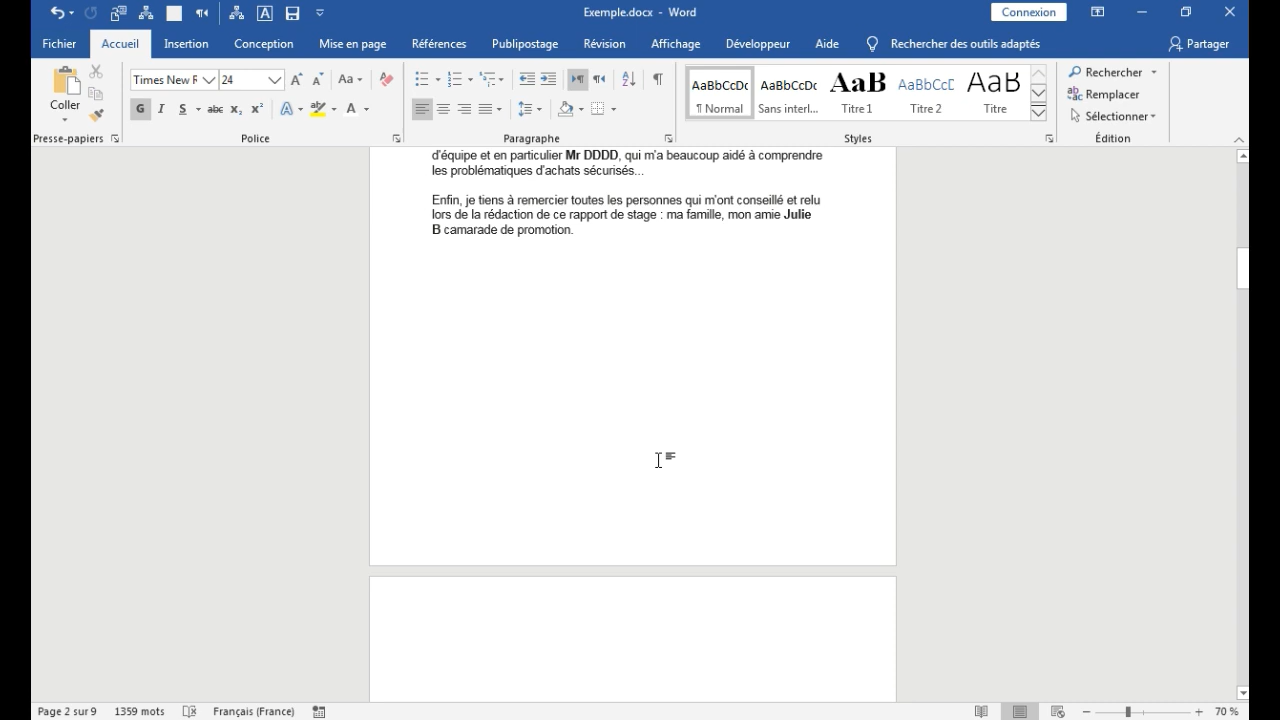 Exemple.docx - Word
Connexion
Fichier Accueil Insertion Conception Mise en page Références Publipostage Révision Affichage Développeur Aide Rechercher des outils adaptés Partager
Coller
Times New R 24
Aa
G I S abc x₂ x² A A
AaBbCcDc AaBbCcDc AaB AaBbCcC AaB
¶ Normal Sans interl... Titre 1 Titre 2 Titre
Rechercher
Remplacer
Sélectionner
Presse-papiers Police Paragraphe Styles Édition
d'équipe et en particulier Mr DDDD, qui m'a beaucoup aidé à comprendre
les problématiques d'achats sécurisés...
Enfin, je tiens à remercier toutes les personnes qui m'ont conseillé et relu
lors de la rédaction de ce rapport de stage : ma famille, mon amie Julie
B camarade de promotion.
Page 2 sur 9 1359 mots Français (France) 70 %